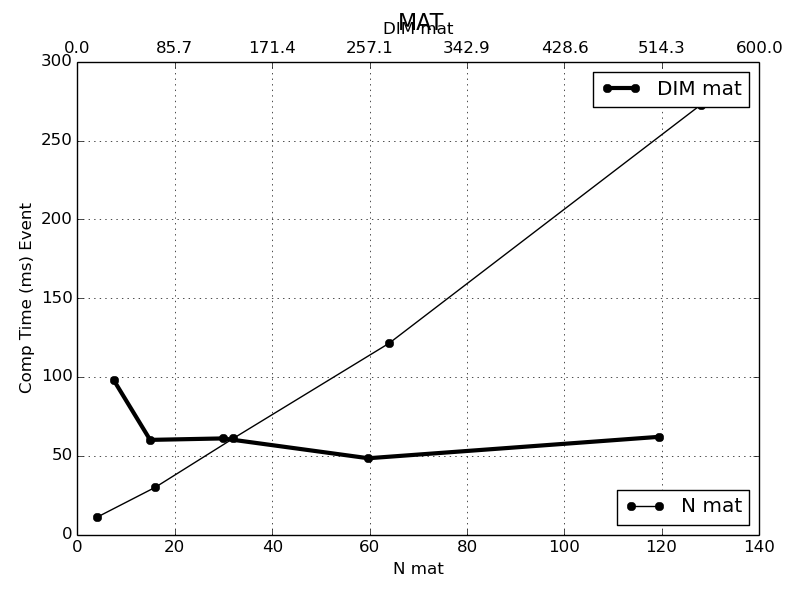 MAT
DIM mat
0.0 85.7 171.4 257.1 342.9 428.6 514.3 600.0
300
250
200
150
100
50
0
Comp Time (ms) Event
DIM mat
N mat
0 20 40 60 80 100 120 140
N mat